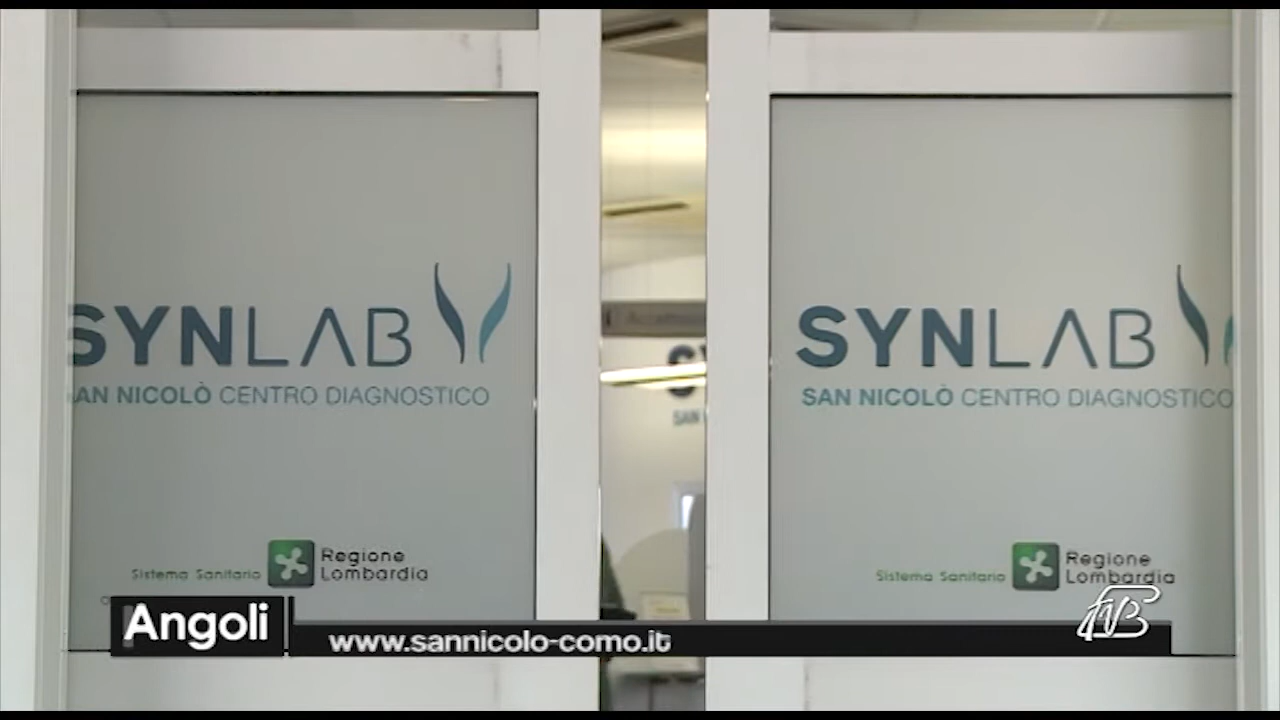 SYNLAB
SAN NICOLÒ CENTRO DIAGNOSTICO
Sistema Sanitario
Regione
Lombardia
SYNLAB
SAN NICOLÒ CENTRO DIAGNOSTICO
Sistema Sanitario
Regione
Lombardia
Angoli
www.sannicolo-como.it